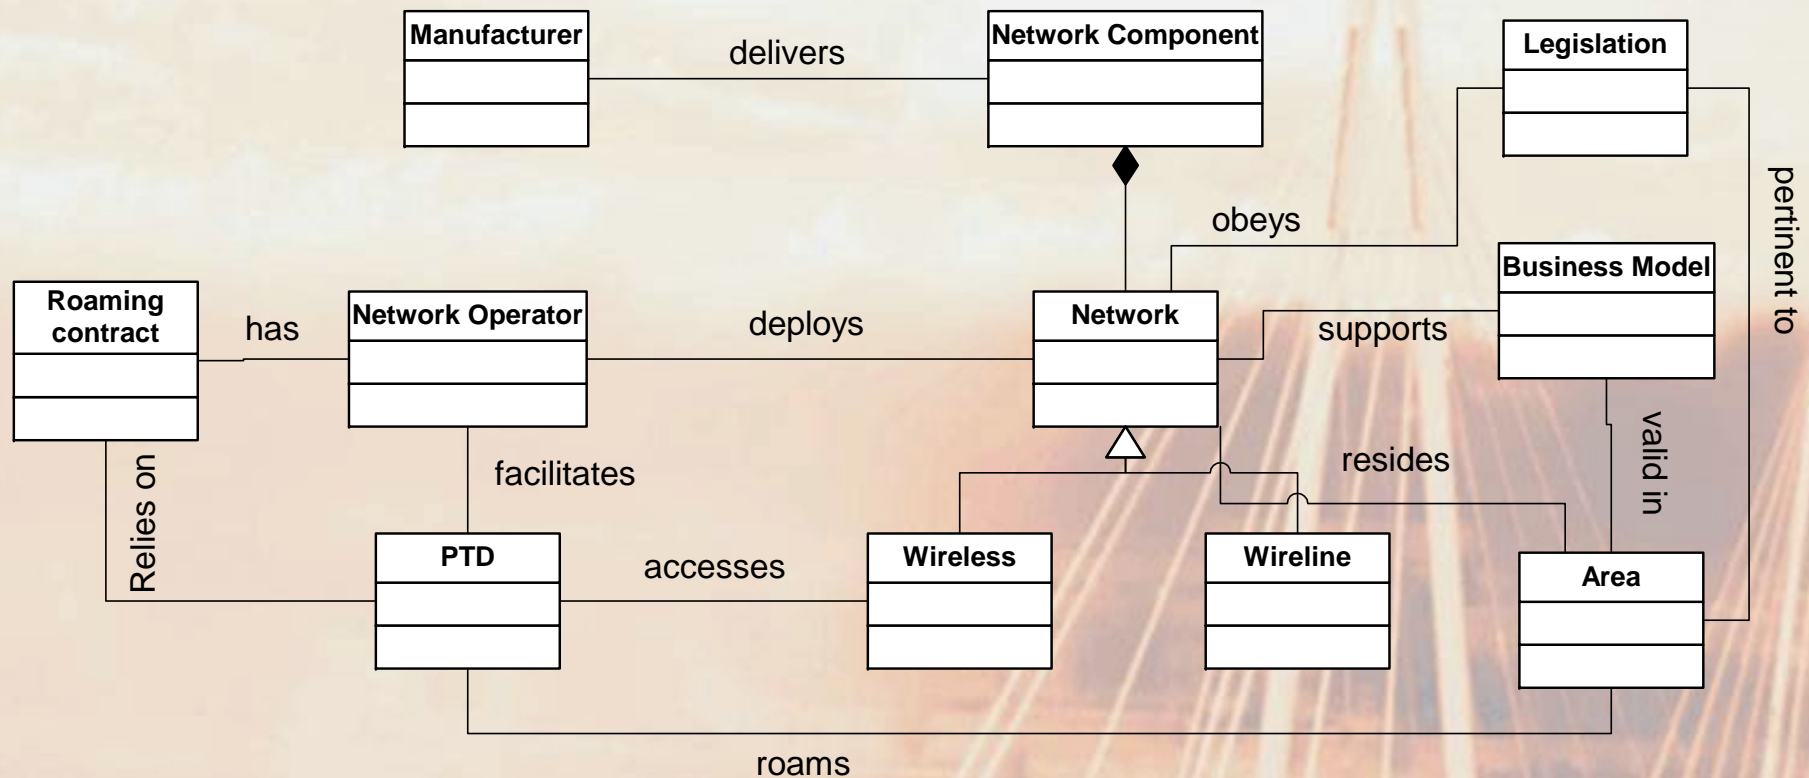 Manufacturer
delivers
Network Component
Legislation
obeys
pertinent to
Roaming
contract
has
Network Operator
deploys
Network
supports
Business Model
Relies on
facilitates
resides
valid in
PTD
accesses
Wireless
Wireline
Area
roams